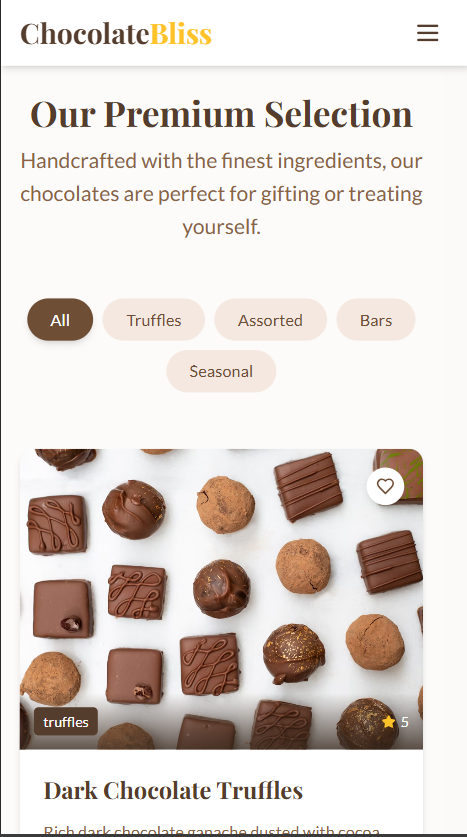 ChocolateBliss
Our Premium Selection
Handcrafted with the finest ingredients, our
chocolates are perfect for gifting or treating
yourself.
All Truffles Assorted Bars
Seasonal
truffles 5
Dark Chocolate Truffles
Rich dark chocolate ganache dusted with cocoa